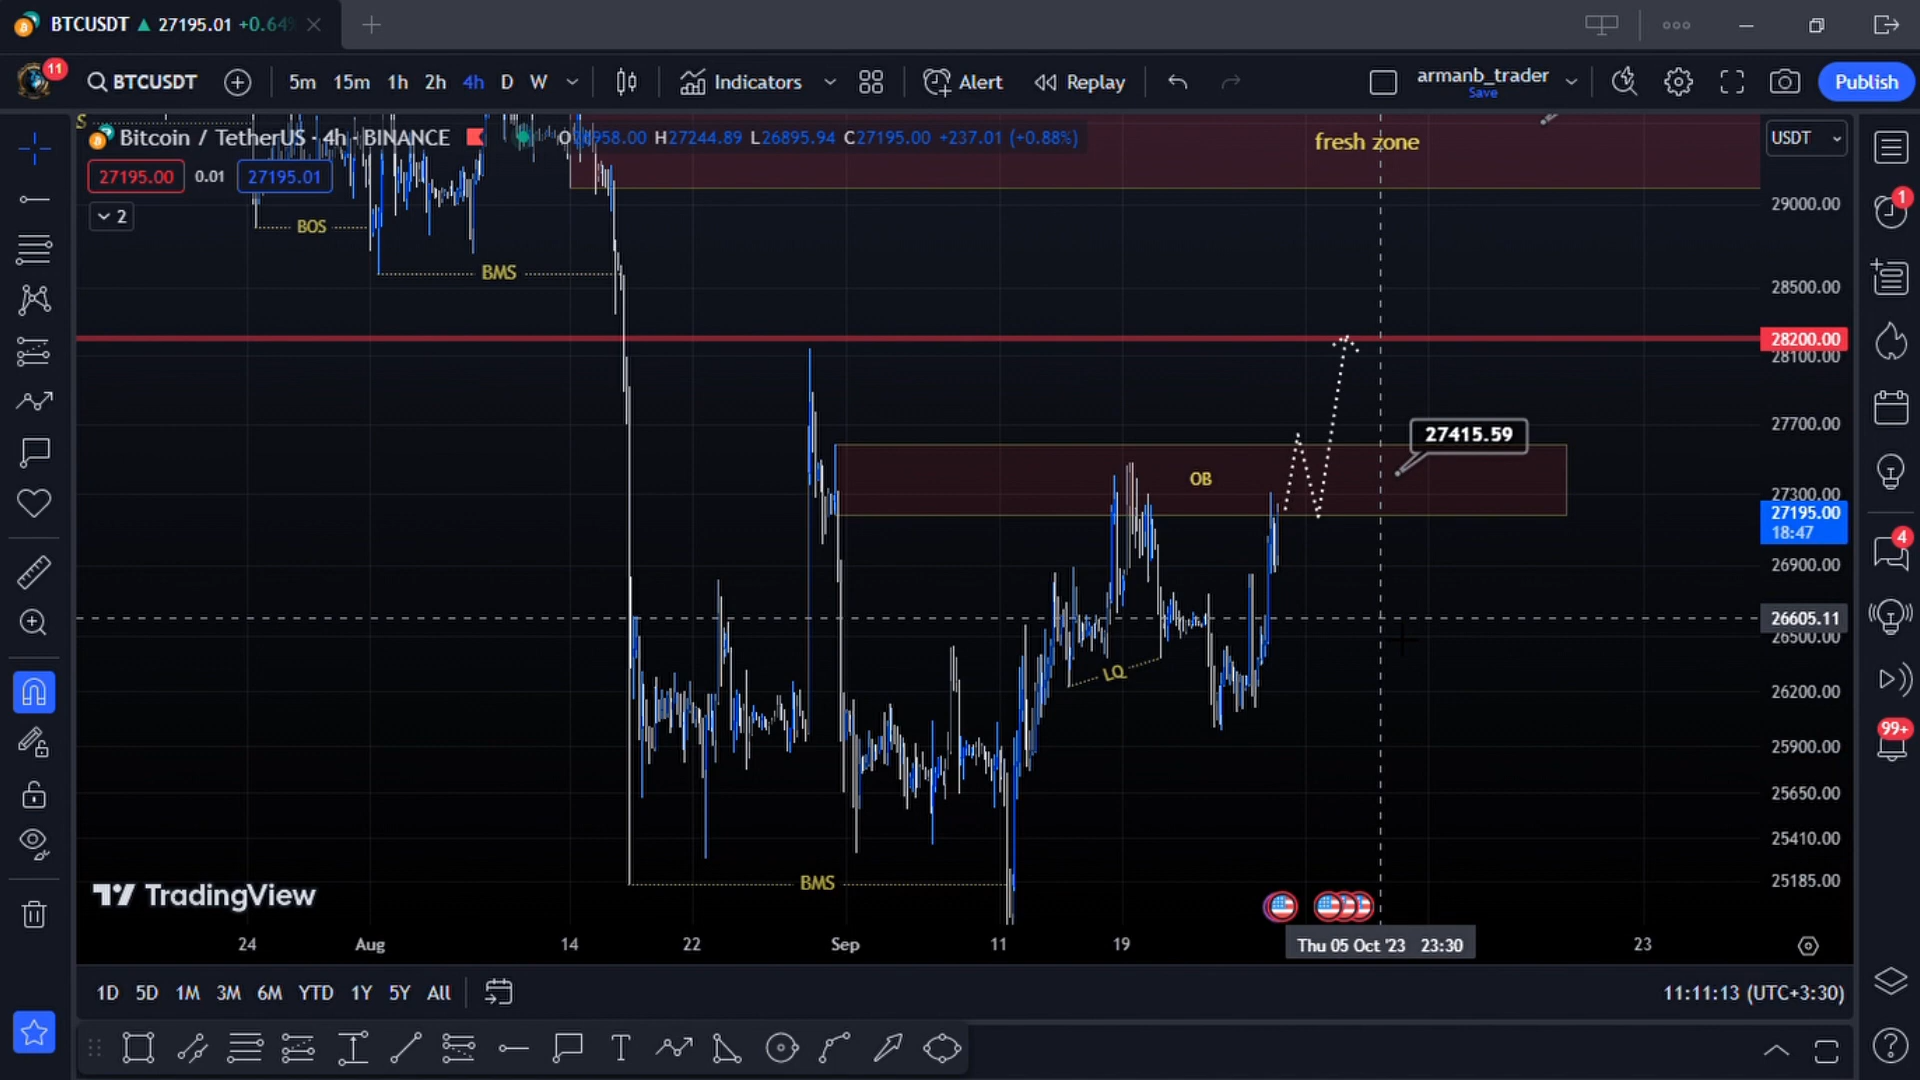 BTCUSDT ▲ 27195.01 +0.64%
11
BTCUSDT
5m 15m 1h 2h 4h D W
Indicators
Alert
Replay
armanb_trader
Save
Publish
S
Bitcoin / TetherUS · 4h · BINANCE
O26958.00 H27244.89 L26895.94 C27195.00 +237.01 (+0.88%)
27195.00 0.01 27195.01
2
fresh zone
USDT
BOS
BMS
29000.00
28500.00
28200.00
28100.00
27700.00
27415.59
OB
27300.00
27195.00
18:47
26900.00
26605.11
26500.00
LQ
26200.00
25900.00
25650.00
25410.00
BMS
25185.00
TradingView
24 Aug 14 22 Sep 11 19 Thu 05 Oct '23 23:30 23
1D 5D 1M 3M 6M YTD 1Y 5Y All
11:11:13 (UTC+3:30)
1
4
99+
T